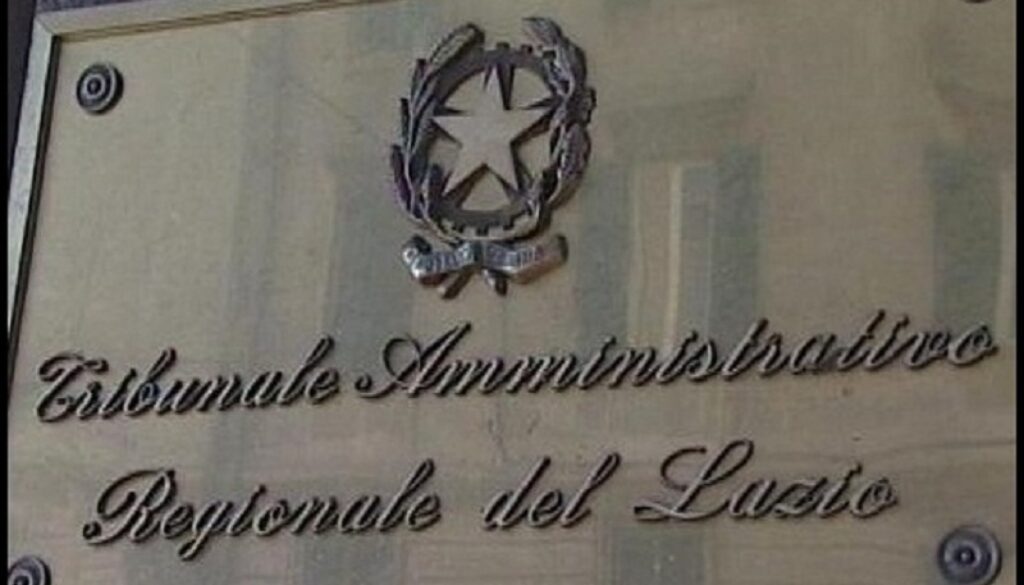 Tribunale Amministrativo
Regionale del Lazio